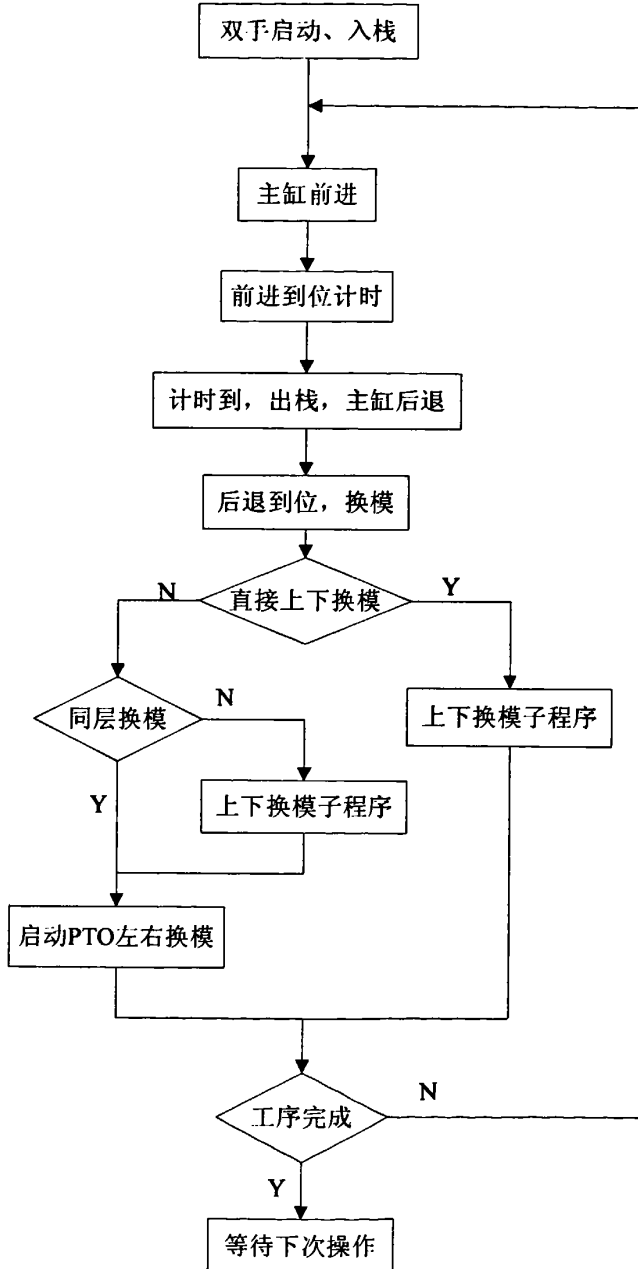 双手启动、入栈
主缸前进
前进到位计时
计时到，出栈，主缸后退
后退到位，换模
N
直接上下换模
Y
同层换模
N
上下换模子程序
Y
上下换模子程序
启动PTO左右换模
工序完成
N
Y
等待下次操作